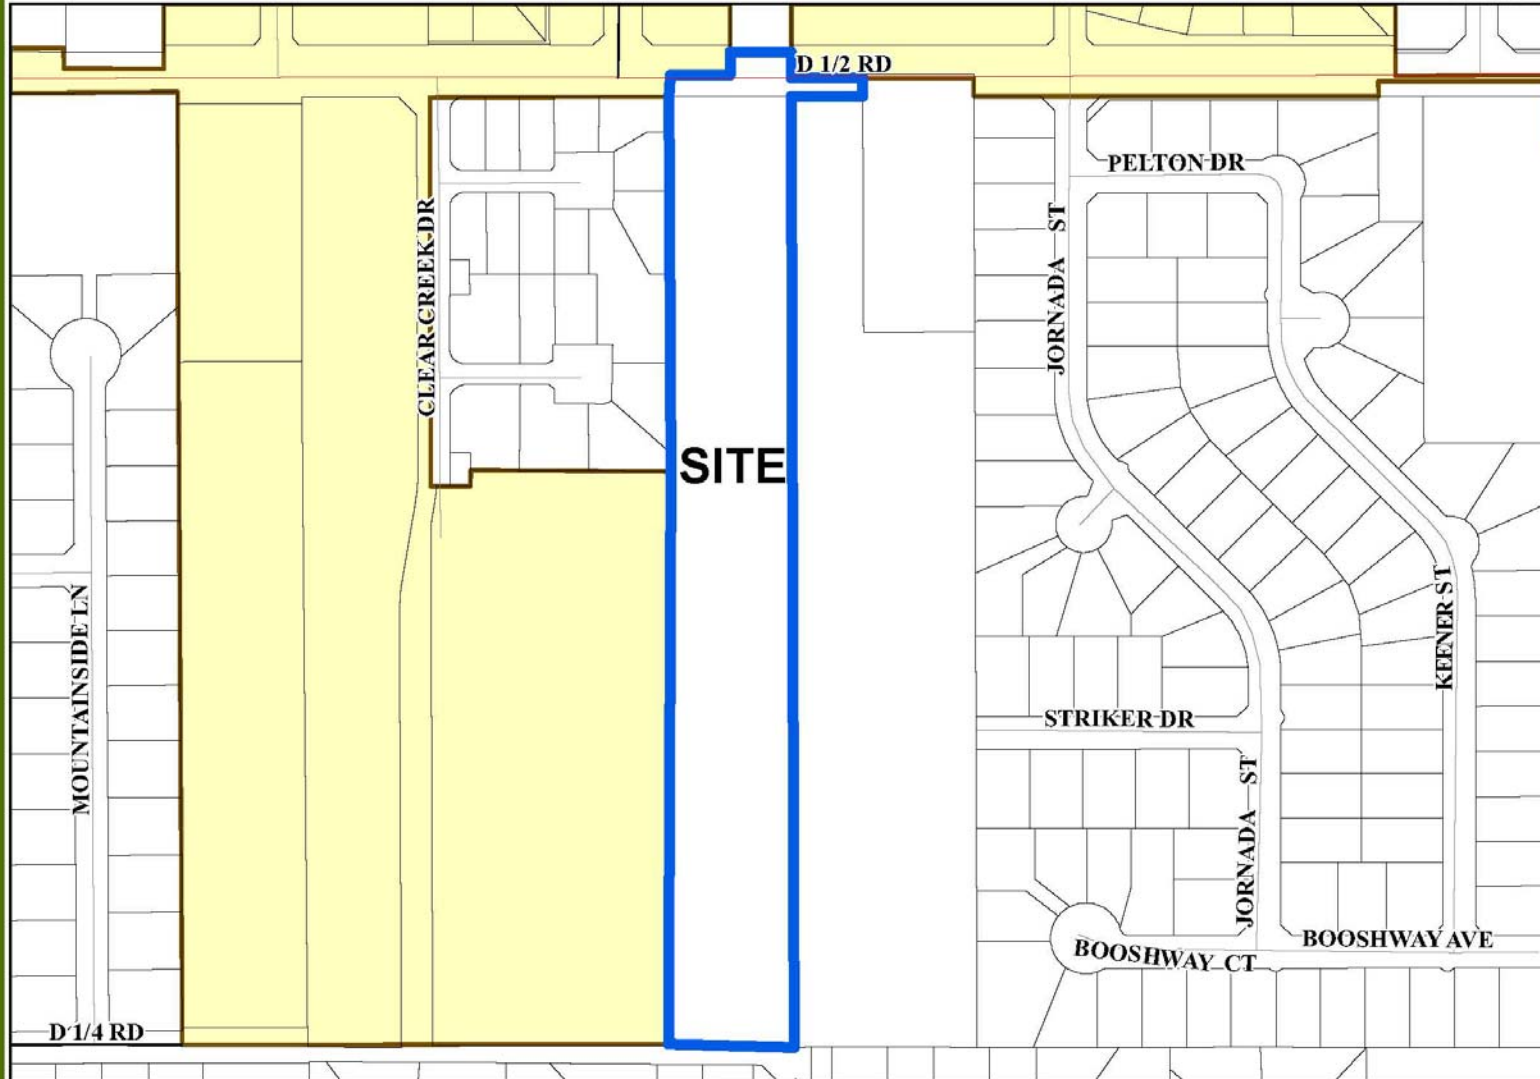 D 1/2 RD
PELTON DR
CLEAR CREEK DR
JORNADA ST
SITE
MOUNTAINSIDE LN
KEENER ST
STRIKER DR
JORNADA ST
BOOSHWAY AVE
BOOSHWAY CT
D 1/4 RD